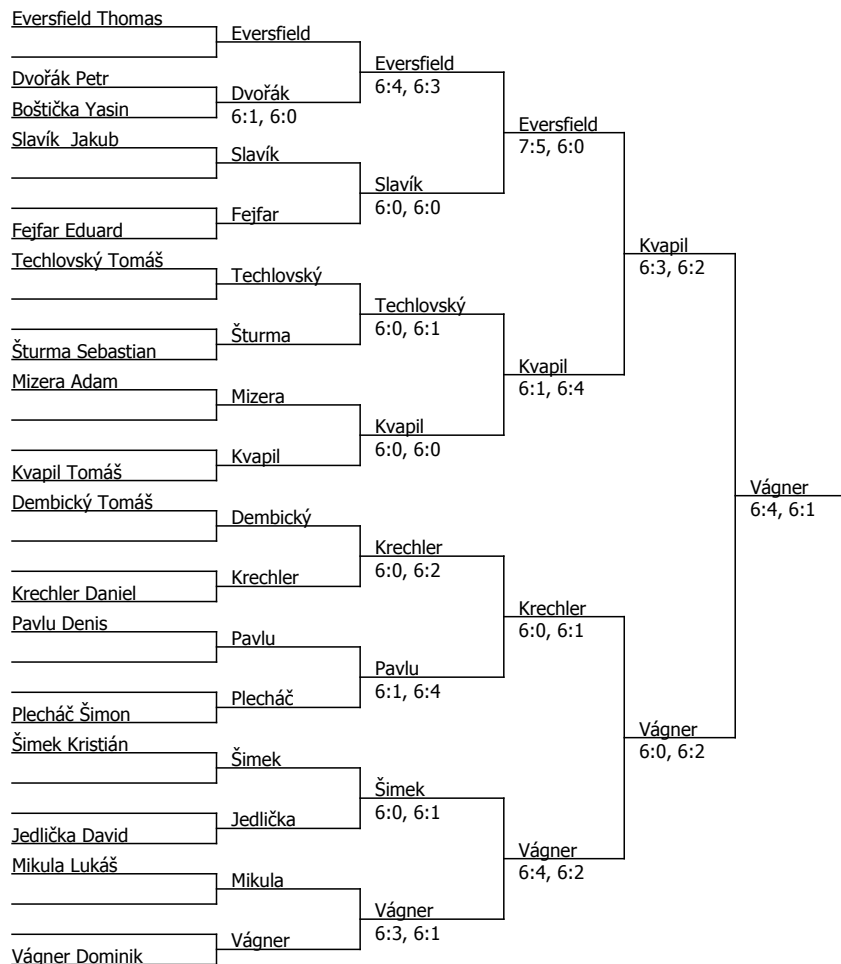 Eversfield Thomas
Eversfield
Eversfield
6:4, 6:3
Dvořák Petr
Dvořák
6:1, 6:0
Boštička Yasin
Eversfield
7:5, 6:0
Slavík  Jakub
Slavík
Slavík
6:0, 6:0
Fejfar
Fejfar Eduard
Kvapil
6:3, 6:2
Techlovský Tomáš
Techlovský
Techlovský
6:0, 6:1
Šturma
Šturma Sebastian
Kvapil
6:1, 6:4
Mizera Adam
Mizera
Kvapil
6:0, 6:0
Kvapil
Kvapil Tomáš
Vágner
6:4, 6:1
Dembický Tomáš
Dembický
Krechler
6:0, 6:2
Krechler
Krechler Daniel
Krechler
6:0, 6:1
Pavlu Denis
Pavlu
Pavlu
6:1, 6:4
Plecháč
Plecháč Šimon
Vágner
6:0, 6:2
Šimek Kristián
Šimek
Šimek
6:0, 6:1
Jedlička
Jedlička David
Vágner
6:4, 6:2
Mikula Lukáš
Mikula
Vágner
6:3, 6:1
Vágner
Vágner Dominik